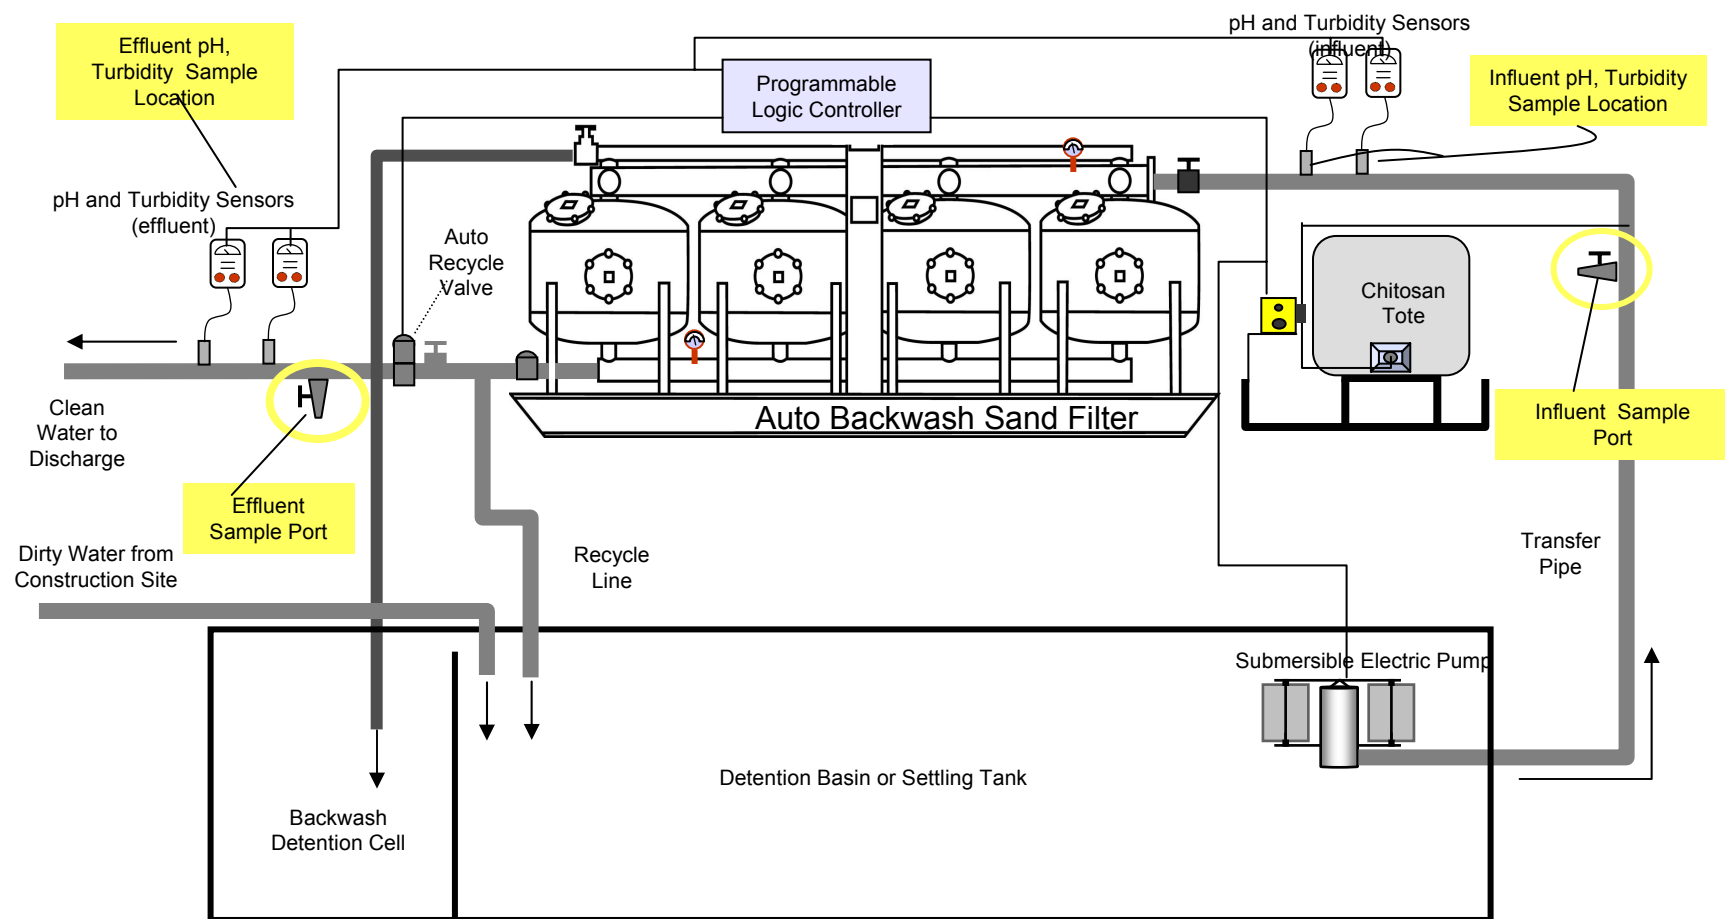 pH and Turbidity Sensors
(influent)
Effluent pH,
Turbidity Sample
Location
Programmable
Logic Controller
Influent pH, Turbidity
Sample Location
pH and Turbidity Sensors
(effluent)
Auto
Recycle
Valve
Chitosan
Tote
Clean
Water to
Discharge
Auto Backwash Sand Filter
Influent Sample
Port
Effluent
Sample Port
Dirty Water from
Construction Site
Recycle
Line
Transfer
Pipe
Submersible Electric Pump
Detention Basin or Settling Tank
Backwash
Detention Cell